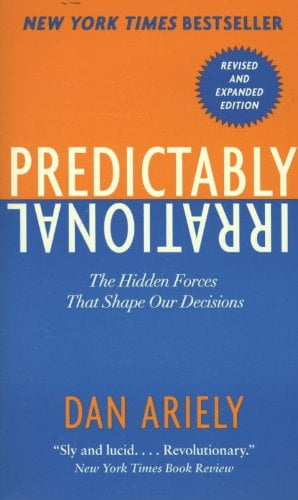 NEW YORK TIMES BESTSELLER
REVISED
AND
EXPANDED
EDITION
PREDICTABLY
IRRATIONAL
The Hidden Forces
That Shape Our Decisions
DAN ARIELY
"Sly and lucid. . . . Revolutionary."
New York Times Book Review